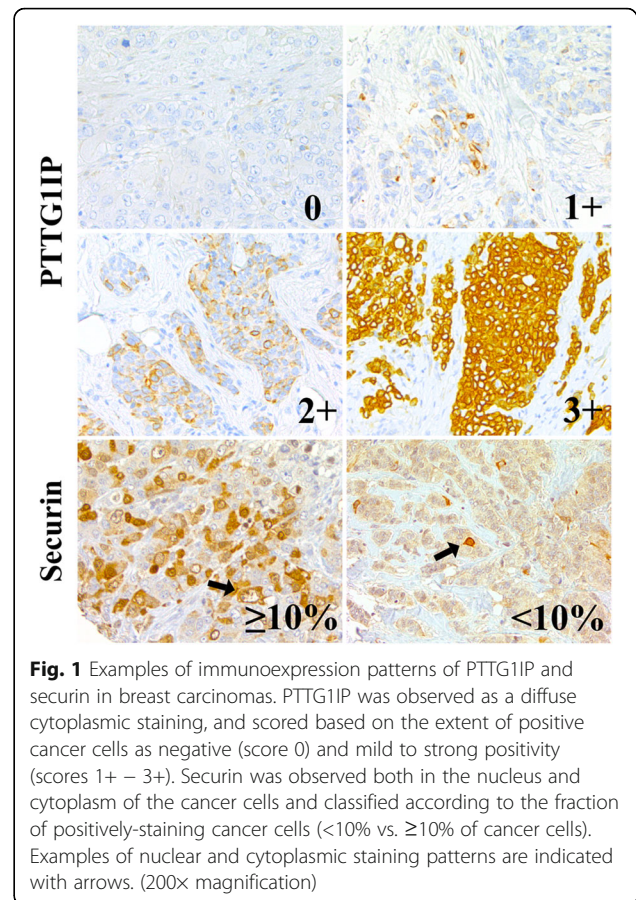 PTTG1IP
0
1+
2+
3+
Securin
≥10%
<10%
Fig. 1 Examples of immunoexpression patterns of PTTG1IP and
securin in breast carcinomas. PTTG1IP was observed as a diffuse
cytoplasmic staining, and scored based on the extent of positive
cancer cells as negative (score 0) and mild to strong positivity
(scores 1+ − 3+). Securin was observed both in the nucleus and
cytoplasm of the cancer cells and classified according to the fraction
of positively-staining cancer cells (<10% vs. ≥10% of cancer cells).
Examples of nuclear and cytoplasmic staining patterns are indicated
with arrows. (200× magnification)